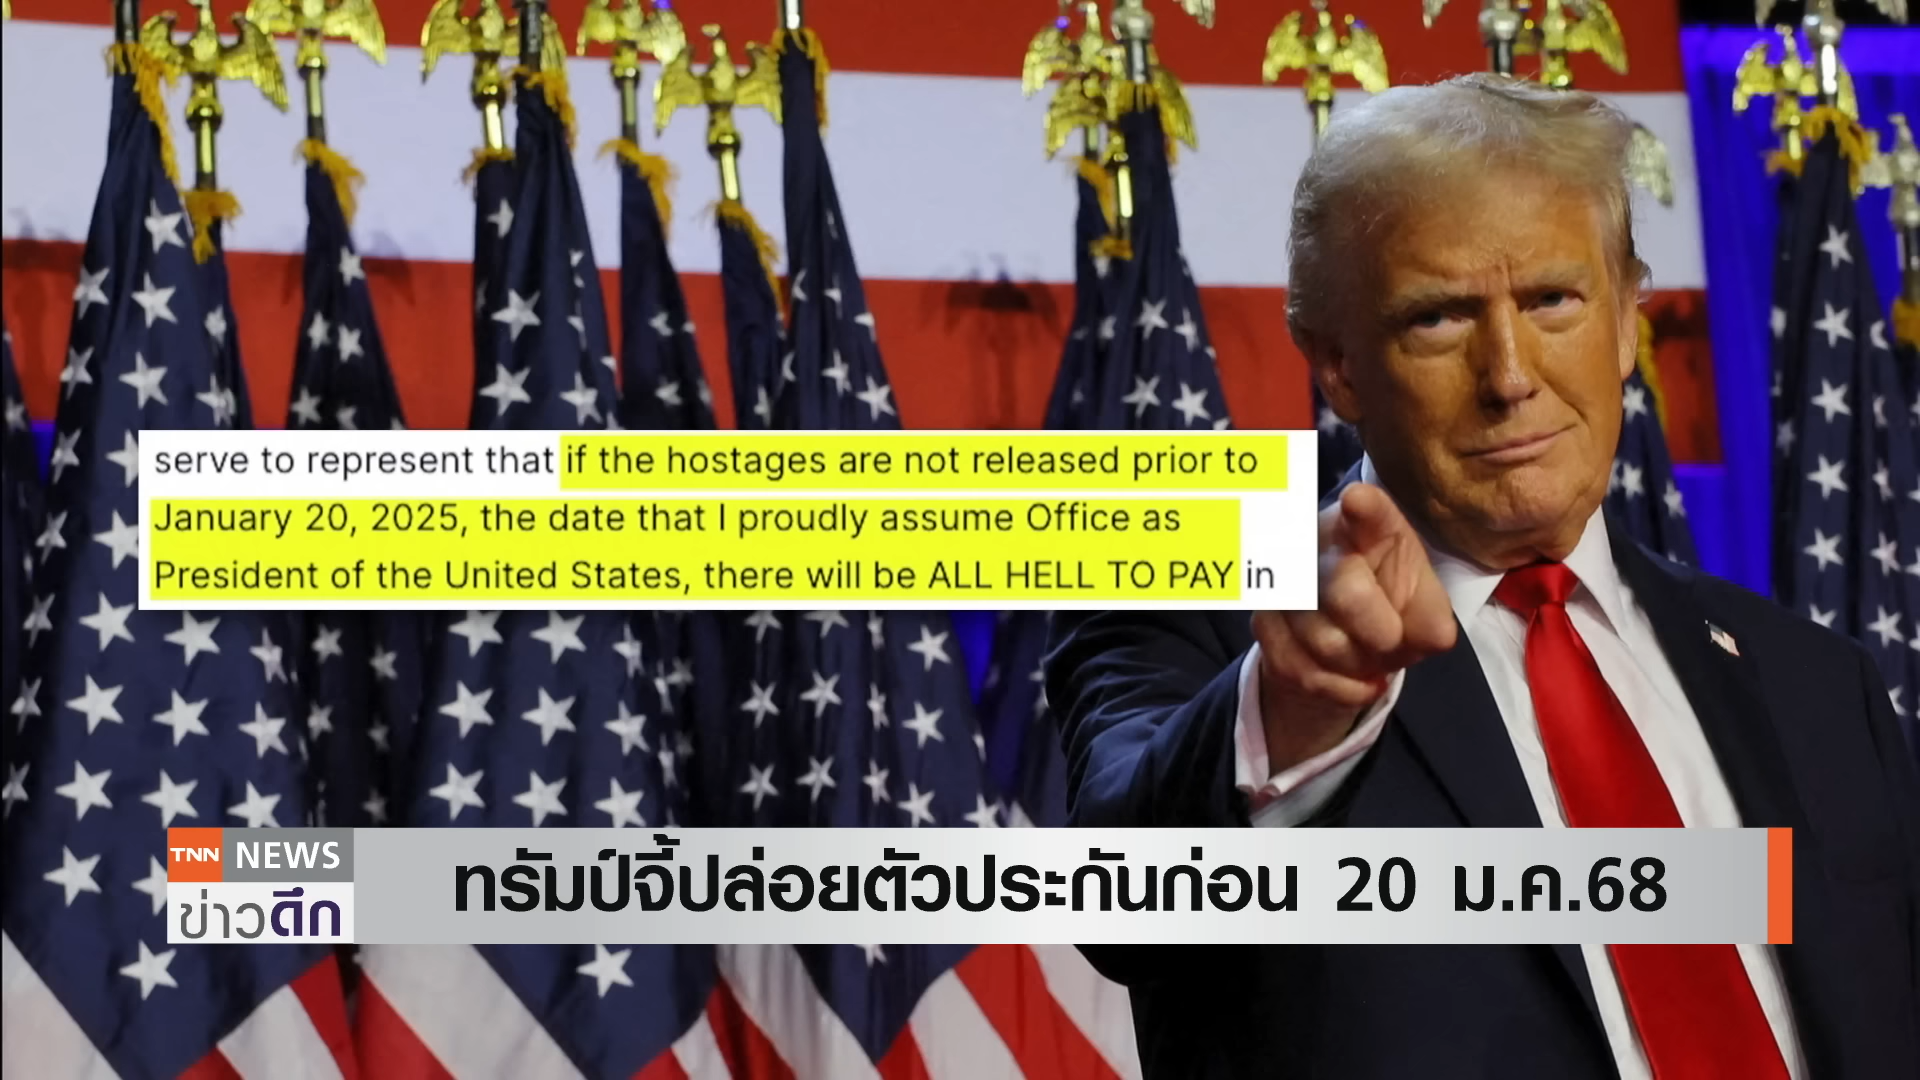 serve to represent that if the hostages are not released prior to
January 20, 2025, the date that I proudly assume Office as
President of the United States, there will be ALL HELL TO PAY in
TNN NEWS
ข่าวดึก
ทรัมป์จี้ปล่อยตัวประกันก่อน 20 ม.ค.68